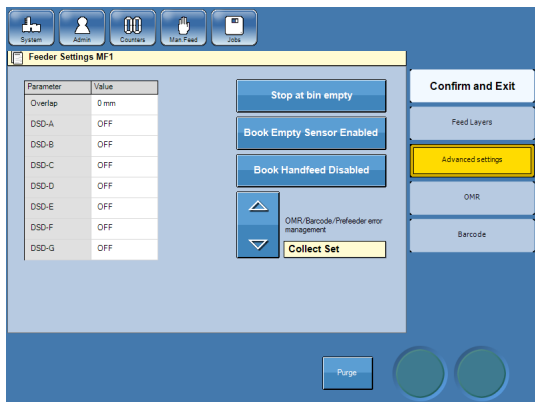 System Admin Counters Man.Feed Jobs
Feeder Settings MF1
Parameter Value
Overlap 0 mm
DSD-A OFF
DSD-B OFF
DSD-C OFF
DSD-D OFF
DSD-E OFF
DSD-F OFF
DSD-G OFF
Stop at bin empty
Book Empty Sensor Enabled
Book Handfeed Disabled
OMR/Barcode/Prefeeder error
management
Collect Set
Confirm and Exit
Feed Layers
Advanced settings
OMR
Barcode
Purge